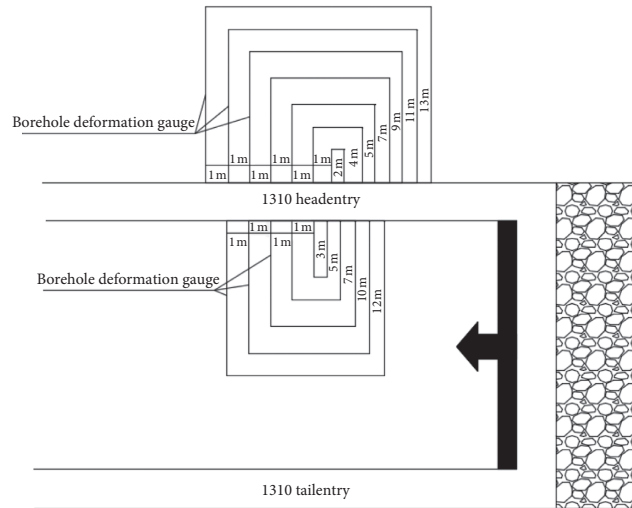 Borehole deformation gauge
13 m
11 m
9 m
7 m
5 m
4 m
2 m
1 m 1 m 1 m
1 m 1 m 1 m
1310 headentry
1 m 1 m
1 m 1 m
3 m
5 m
7 m
10 m
12 m
Borehole deformation gauge
1310 tailentry